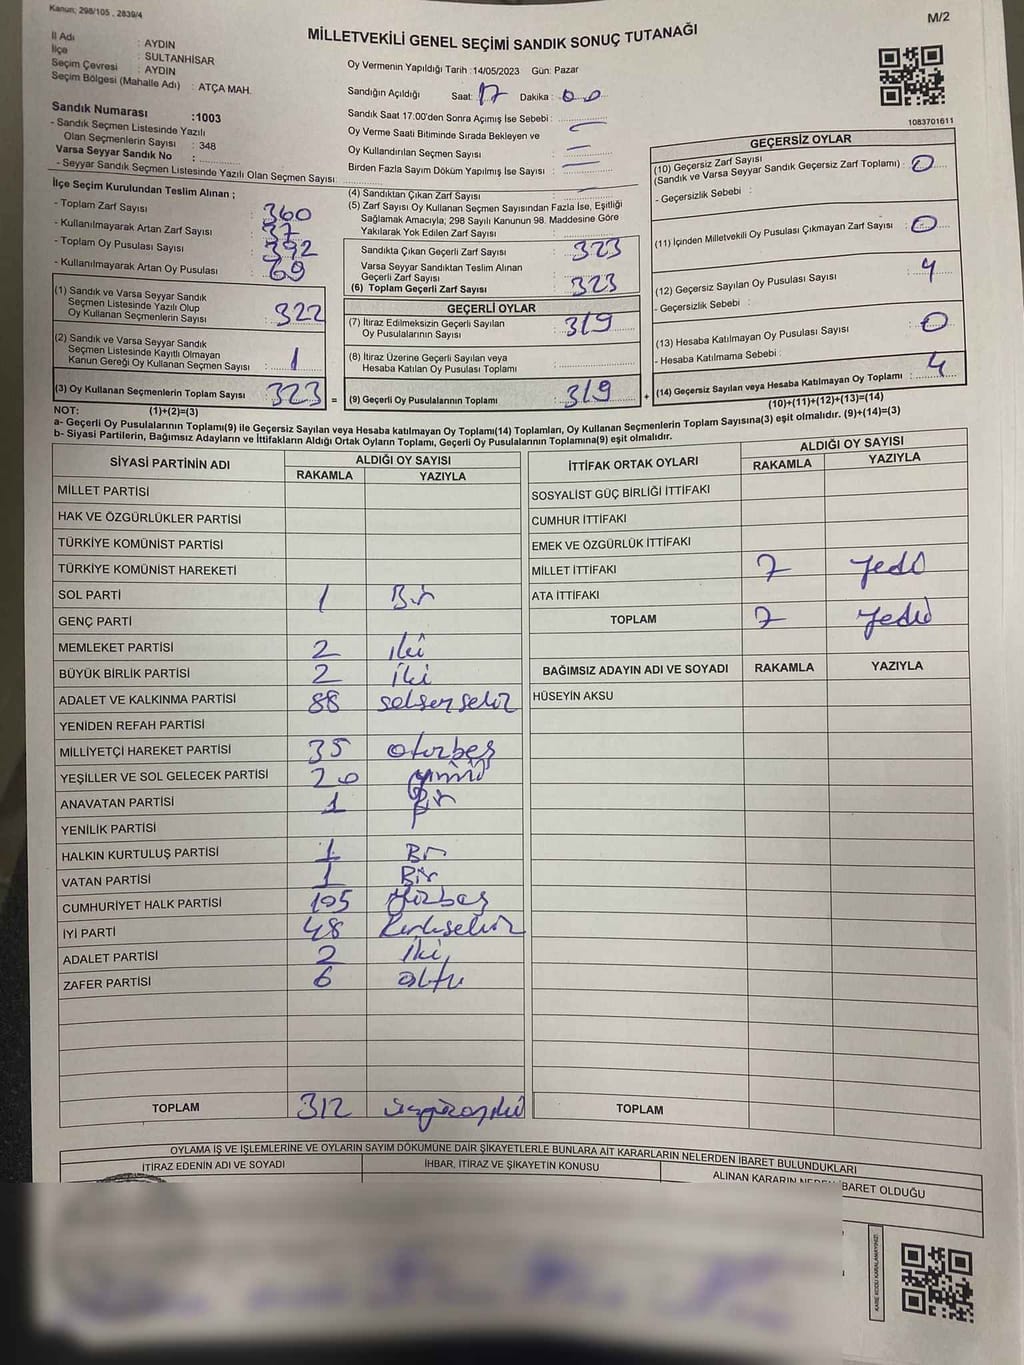 Kanun; 298/105 , 2839/4
M/2
MİLLETVEKİLİ GENEL SEÇİMİ SANDIK SONUÇ TUTANAĞI
İl Adı : AYDIN
İlçe : SULTANHİSAR
Seçim Çevresi : AYDIN
Seçim Bölgesi (Mahalle Adı) : ATÇA MAH.
Oy Vermenin Yapıldığı Tarih :14/05/2023 Gün: Pazar
Sandığın Açıldığı Saat: 17 Dakika : 00
Sandık Saat 17.00'den Sonra Açımış İse Sebebi :
Oy Verme Saati Bitiminde Sırada Bekleyen ve
Oy Kullandırılan Seçmen Sayısı :
Birden Fazla Sayım Döküm Yapılmış İse Sayısı :
Sandık Numarası :1003
- Sandık Seçmen Listesinde Yazılı
Olan Seçmenlerin Sayısı : 348
Varsa Seyyar Sandık No :
- Seyyar Sandık Seçmen Listesinde Yazılı Olan Seçmen Sayısı:
1083701611
İlçe Seçim Kurulundan Teslim Alınan ;
- Toplam Zarf Sayısı : 360
- Kullanılmayarak Artan Zarf Sayısı : 37
- Toplam Oy Pusulası Sayısı : 392
- Kullanılmayarak Artan Oy Pusulası : 69
(1) Sandık ve Varsa Seyyar Sandık
Seçmen Listesinde Yazılı Olup
Oy Kullanan Seçmenlerin Sayısı : 322
(2) Sandık ve Varsa Seyyar Sandık
Seçmen Listesinde Kayıtlı Olmayan
Kanun Gereği Oy Kullanan Seçmen Sayısı : 1
(3) Oy Kullanan Seçmenlerin Toplam Sayısı : 323 =
(4) Sandıktan Çıkan Zarf Sayısı :
(5) Zarf Sayısı Oy Kullanan Seçmen Sayısından Fazla İse, Eşitliği
Sağlamak Amacıyla; 298 Sayılı Kanunun 98. Maddesine Göre
Yakılarak Yok Edilen Zarf Sayısı :
Sandıkta Çıkan Geçerli Zarf Sayısı : 323
Varsa Seyyar Sandıktan Teslim Alınan
Geçerli Zarf Sayısı :
(6) Toplam Geçerli Zarf Sayısı : 323
GEÇERLİ OYLAR
(7) İtiraz Edilmeksizin Geçerli Sayılan
Oy Pusulalarının Sayısı : 319
(8) İtiraz Üzerine Geçerli Sayılan veya
Hesaba Katılan Oy Pusulası Toplamı :
(9) Geçerli Oy Pusulalarının Toplamı : 319 +
GEÇERSİZ OYLAR
(10) Geçersiz Zarf Sayısı
(Sandık ve Varsa Seyyar Sandık Geçersiz Zarf Toplamı) : 0
- Geçersizlik Sebebi :
(11) İçinden Milletvekili Oy Pusulası Çıkmayan Zarf Sayısı : 0
(12) Geçersiz Sayılan Oy Pusulası Sayısı : 4
- Geçersizlik Sebebi :
(13) Hesaba Katılmayan Oy Pusulası Sayısı : 0
- Hesaba Katılmama Sebebi :
(14) Geçersiz Sayılan veya Hesaba Katılmayan Oy Toplamı : 4
NOT: (1)+(2)=(3)
(10)+(11)+(12)+(13)=(14)
a- Geçerli Oy Pusulalarının Toplamı(9) ile Geçersiz Sayılan veya Hesaba katılmayan Oy Toplamı(14) Toplamları, Oy Kullanan Seçmenlerin Toplam Sayısına(3) eşit olmalıdır. (9)+(14)=(3)
b- Siyasi Partilerin, Bağımsız Adayların ve İttifakların Aldığı Ortak Oyların Toplamı, Geçerli Oy Pusulalarının Toplamına(9) eşit olmalıdır.
SİYASİ PARTİNİN ADI ALDIĞI OY SAYISI
RAKAMLA YAZIYLA
MİLLET PARTİSİ
HAK VE ÖZGÜRLÜKLER PARTİSİ
TÜRKİYE KOMÜNİST PARTİSİ
TÜRKİYE KOMÜNİST HAREKETİ
SOL PARTİ 1 Bir
GENÇ PARTİ
MEMLEKET PARTİSİ 2 iki
BÜYÜK BİRLİK PARTİSİ 2 iki
ADALET VE KALKINMA PARTİSİ 88 seksensekiz
YENİDEN REFAH PARTİSİ
MİLLİYETÇİ HAREKET PARTİSİ 35 otuzbeş
YEŞİLLER VE SOL GELECEK PARTİSİ 20 yirmi
ANAVATAN PARTİSİ 1 Bir
YENİLİK PARTİSİ
HALKIN KURTULUŞ PARTİSİ 1 Bir
VATAN PARTİSİ 1 Bir
CUMHURİYET HALK PARTİSİ 105 yüzbeş
İYİ PARTİ 48 Kırksekiz
ADALET PARTİSİ 2 iki
ZAFER PARTİSİ 6 altı
TOPLAM 312 üçyüzoniki
İTTİFAK ORTAK OYLARI ALDIĞI OY SAYISI
RAKAMLA YAZIYLA
SOSYALİST GÜÇ BİRLİĞİ İTTİFAKI
CUMHUR İTTİFAKI
EMEK VE ÖZGÜRLÜK İTTİFAKI
MİLLET İTTİFAKI 7 yedi
ATA İTTİFAKI
TOPLAM 7 yedi
BAĞIMSIZ ADAYIN ADI VE SOYADI RAKAMLA YAZIYLA
HÜSEYİN AKSU
TOPLAM
OYLAMA İŞ VE İŞLEMLERİNE VE OYLARIN SAYIM DÖKÜMÜNE DAİR ŞİKAYETLERLE BUNLARA AİT KARARLARIN NELERDEN İBARET BULUNDUKLARI
İTİRAZ EDENİN ADI VE SOYADI İHBAR, İTİRAZ VE ŞİKAYETİN KONUSU ALINAN KARARIN NEDEN İBARET OLDUĞU
KARE KODU KARALAMAYINIZ!